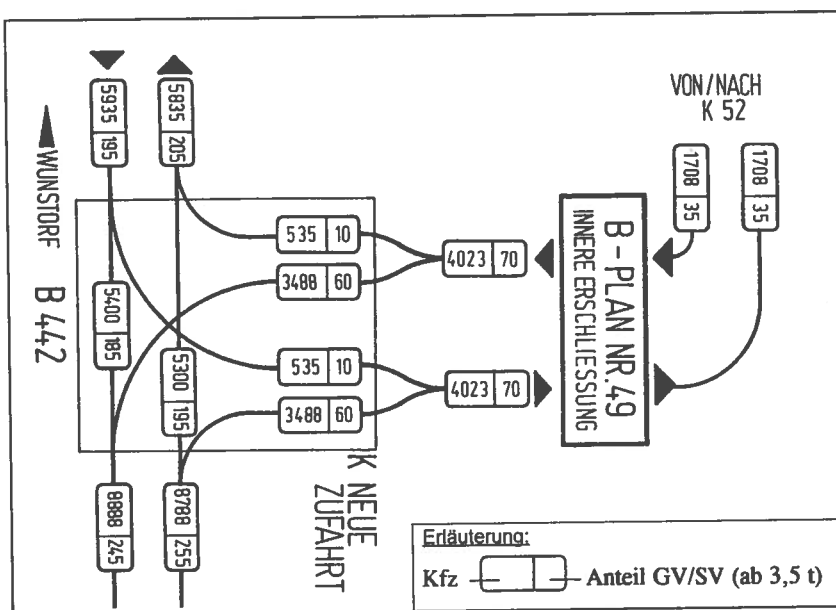 VON/NACH
K 52
5935 195
5835 205
1708 35
1708 35
WUNSTORF
B 442
535 10
3488 60
4023 70
B-PLAN NR.49
INNERE ERSCHLIESSUNG
5400 185
5300 195
535 10
3488 60
4023 70
8888 245
8788 255
K NEUE
ZUFAHRT
Erläuterung:
Kfz Anteil GV/SV (ab 3,5 t)